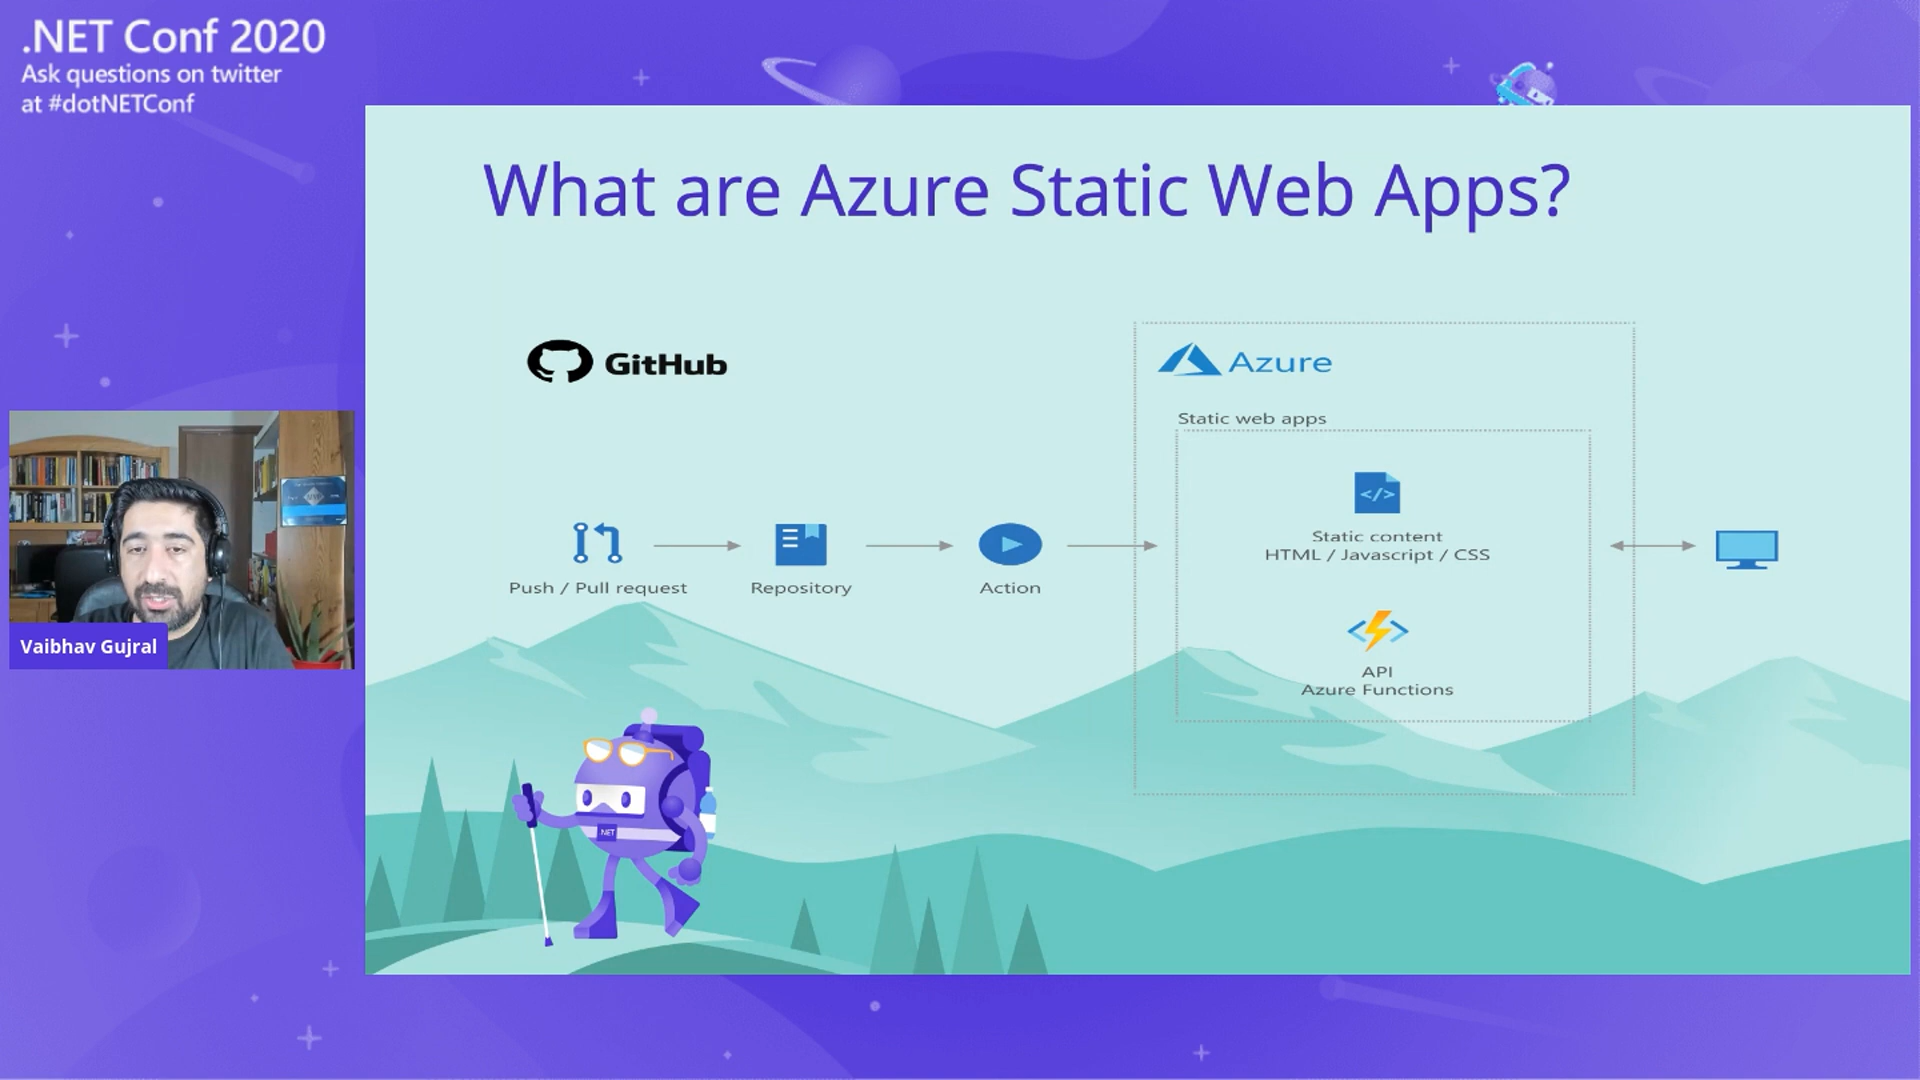 .NET Conf 2020
Ask questions on twitter
at #dotNETConf
What are Azure Static Web Apps?
GitHub
Azure
Static web apps
Static content
HTML / Javascript / CSS
Push / Pull request
Repository
Action
API
Azure Functions
Vaibhav Gujral
.NET